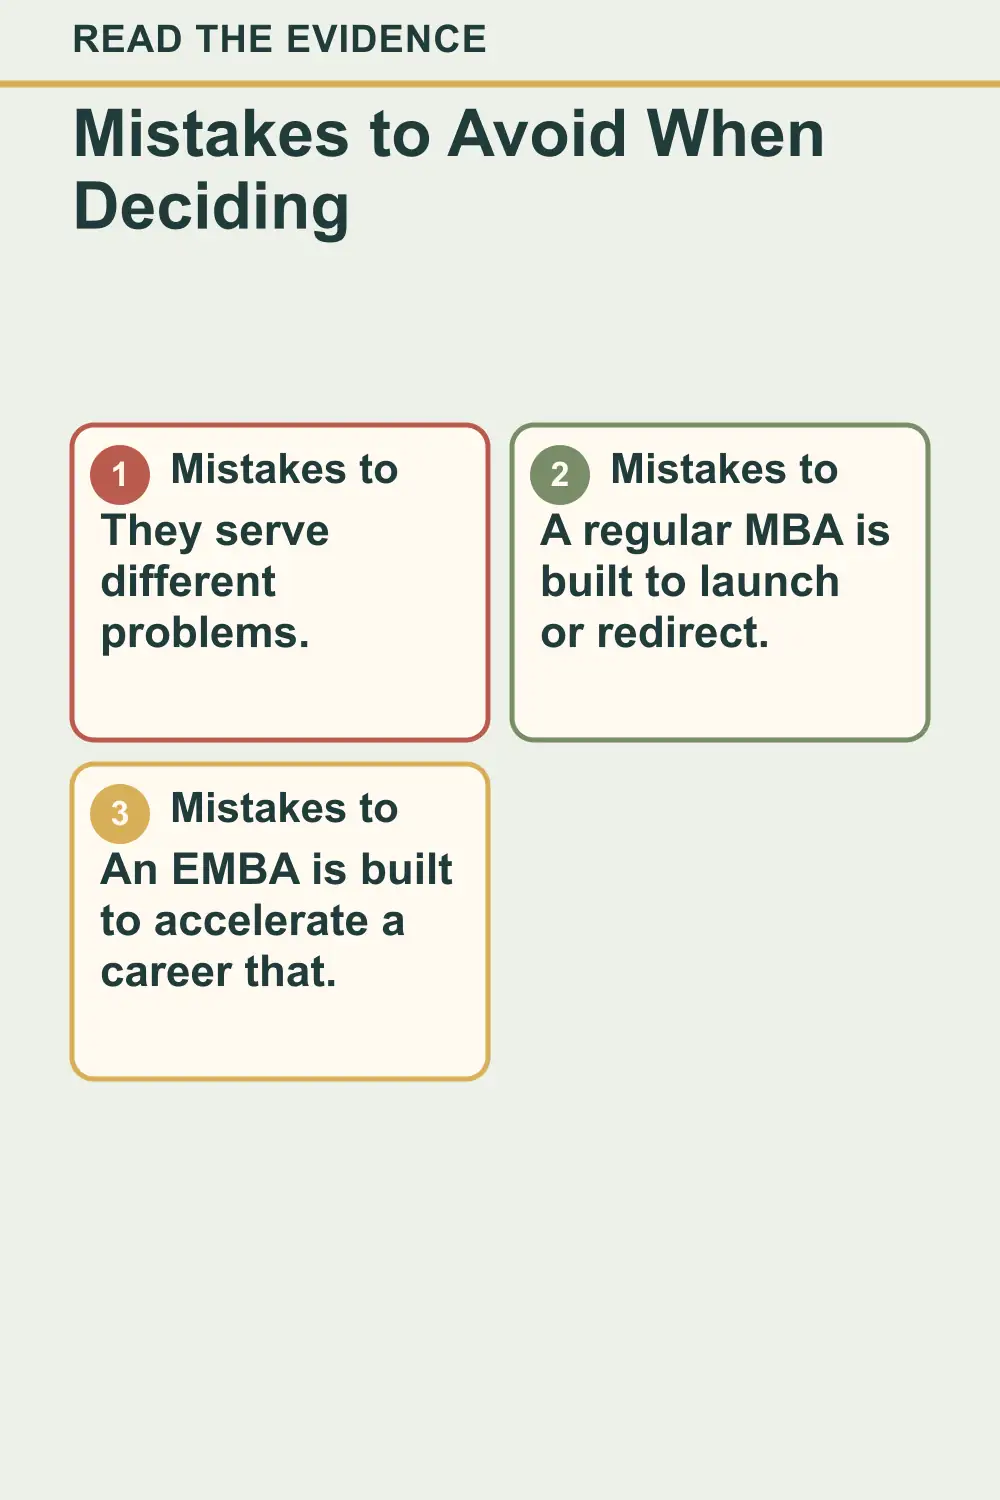 READ THE EVIDENCE
Mistakes to Avoid When
Deciding
1 Mistakes to
They serve
different
problems.
2 Mistakes to
A regular MBA is
built to launch
or redirect.
3 Mistakes to
An EMBA is built
to accelerate a
career that.